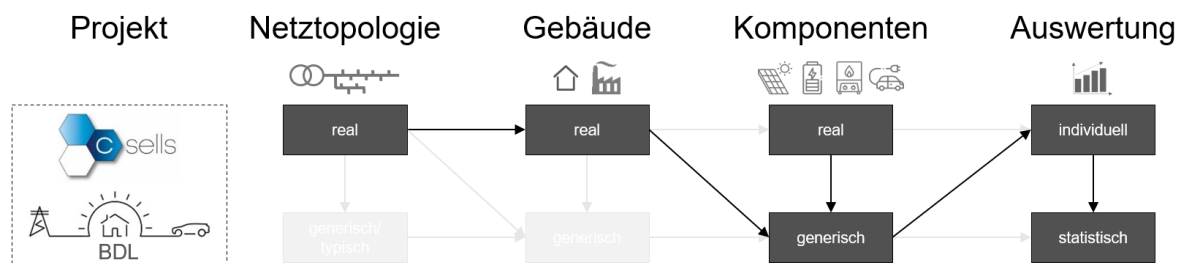 Projekt
Netztopologie
Gebäude
Komponenten
Auswertung
C sells
BDL
real
real
real
individuell
generisch/
typisch
generisch
generisch
statistisch